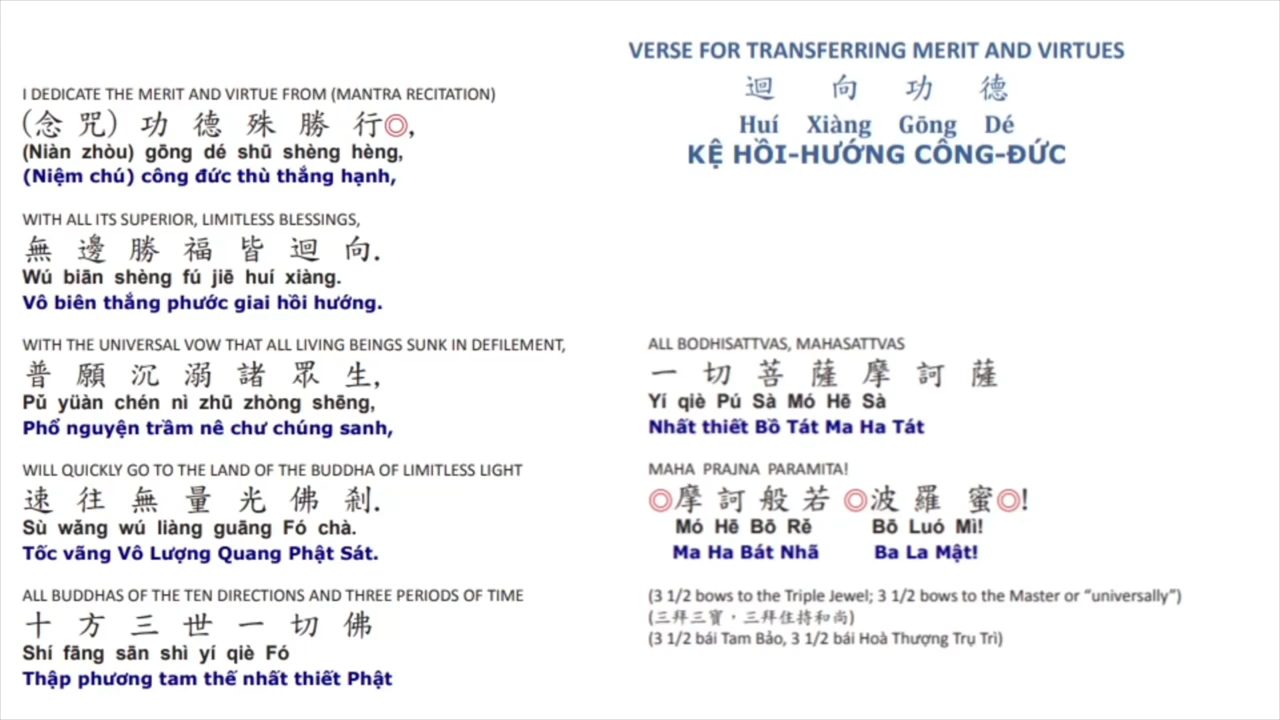 VERSE FOR TRANSFERRING MERIT AND VIRTUES
迴 向 功 德
Huí Xiàng Gōng Dé
KỆ HỒI-HƯỚNG CÔNG-ĐỨC
I DEDICATE THE MERIT AND VIRTUE FROM (MANTRA RECITATION)
(念 咒) 功 德 殊 勝 行◎,
(Niàn zhòu) gōng dé shū shèng hèng,
(Niệm chú) công đức thù thắng hạnh,
WITH ALL ITS SUPERIOR, LIMITLESS BLESSINGS,
無 邊 勝 福 皆 迴 向.
Wú biān shèng fú jiē huí xiàng.
Vô biên thắng phước giai hồi hướng.
WITH THE UNIVERSAL VOW THAT ALL LIVING BEINGS SUNK IN DEFILEMENT,
普 願 沉 溺 諸 眾 生,
Pǔ yüàn chén nì zhū zhòng shēng,
Phổ nguyện trầm nê chư chúng sanh,
WILL QUICKLY GO TO THE LAND OF THE BUDDHA OF LIMITLESS LIGHT
速 往 無 量 光 佛 剎.
Sù wǎng wú liàng guāng Fó chà.
Tốc vãng Vô Lượng Quang Phật Sát.
ALL BUDDHAS OF THE TEN DIRECTIONS AND THREE PERIODS OF TIME
十 方 三 世 一 切 佛
Shí fāng sān shì yí qiè Fó
Thập phương tam thế nhất thiết Phật
ALL BODHISATTVAS, MAHASATTVAS
一 切 菩 薩 摩 訶 薩
Yí qiè Pú Sà Mó Hē Sà
Nhất thiết Bồ Tát Ma Ha Tát
MAHA PRAJNA PARAMITA!
◎摩 訶 般 若 ◎波 羅 蜜◎!
Mó Hē Bō Rě Bō Luó Mì!
Ma Ha Bát Nhã Ba La Mật!
(3 1/2 bows to the Triple Jewel; 3 1/2 bows to the Master or “universally”)
(三拜三寶，三拜住持和尚)
(3 1/2 bái Tam Bảo, 3 1/2 bái Hoà Thượng Trụ Trì)